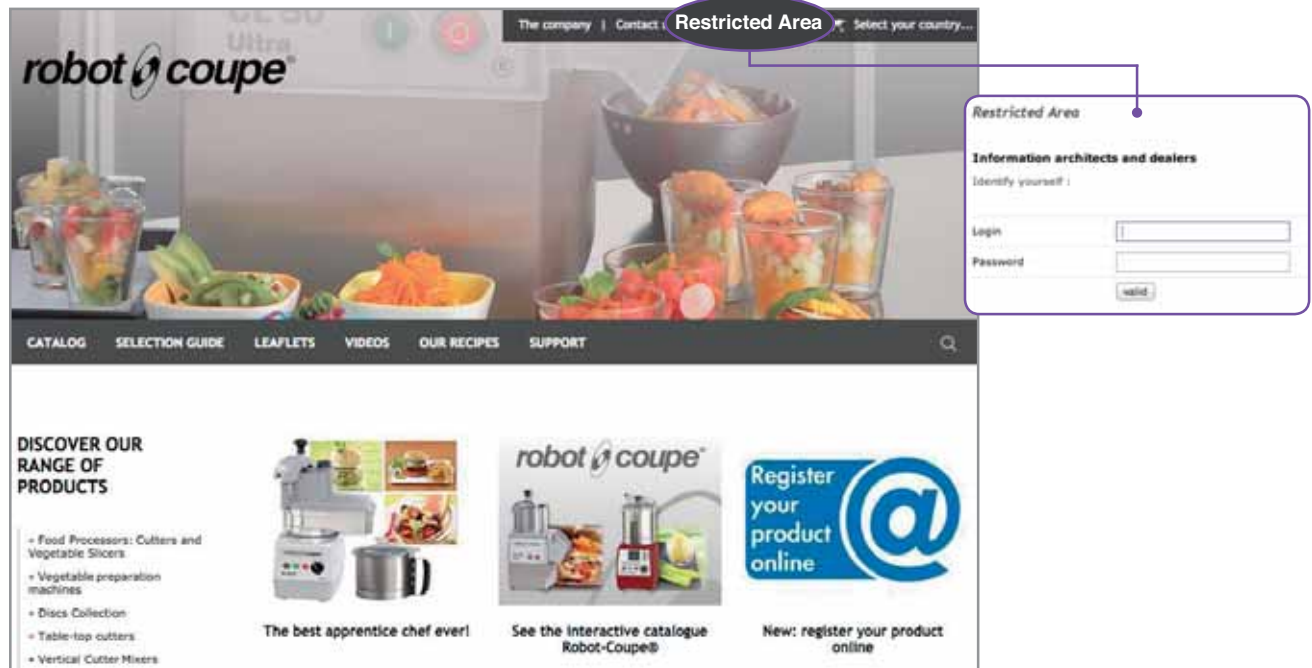 CL 50
Ultra
The company | Contact
Restricted Area
Select your country...
robot coupe®
Restricted Area
Information architects and dealers
Identify yourself :
Login
Password
valid
CATALOG SELECTION GUIDE LEAFLETS VIDEOS OUR RECIPES SUPPORT
DISCOVER OUR
RANGE OF
PRODUCTS
• Food Processors: Cutters and
Vegetable Slicers
• Vegetable preparation
machines
• Discs Collection
• Table-top cutters
• Vertical Cutter Mixers
The best apprentice chef ever!
robot coupe®
See the interactive catalogue
Robot-Coupe®
Register
your
product
online
@
New: register your product
online